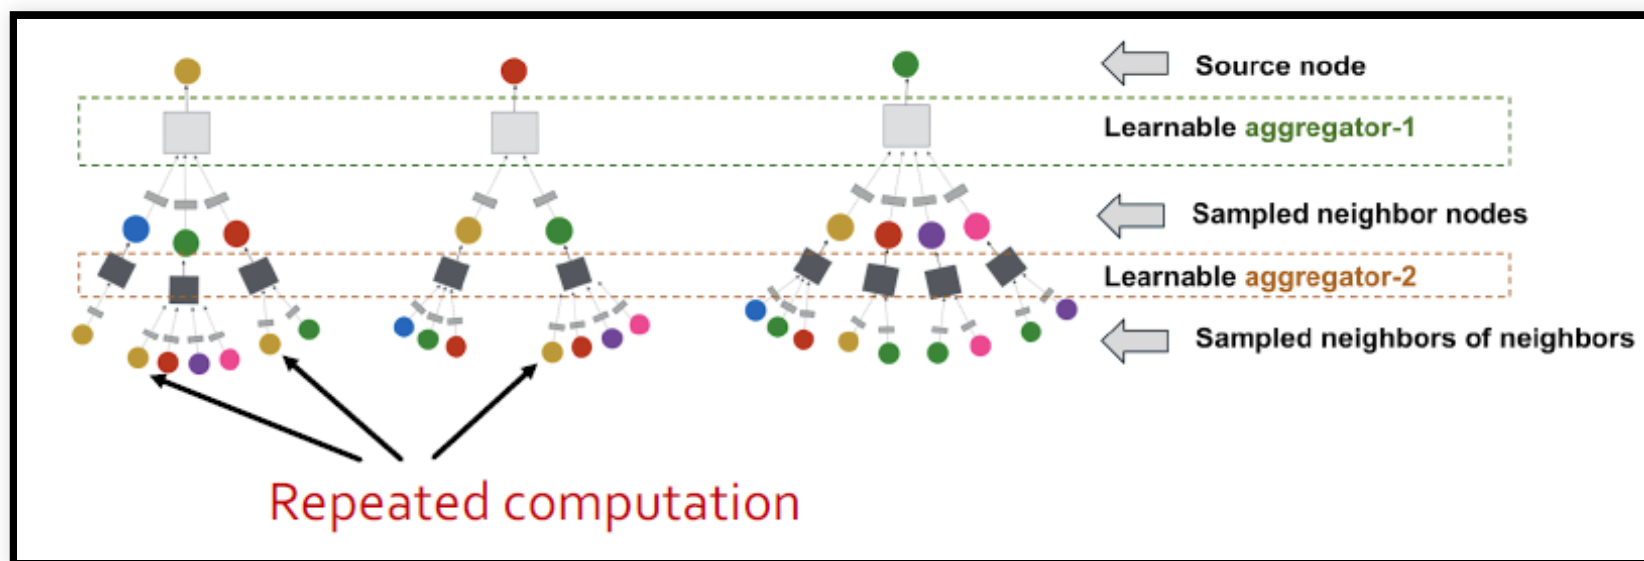 Source node
Learnable aggregator-1
Sampled neighbor nodes
Learnable aggregator-2
Sampled neighbors of neighbors
Repeated computation